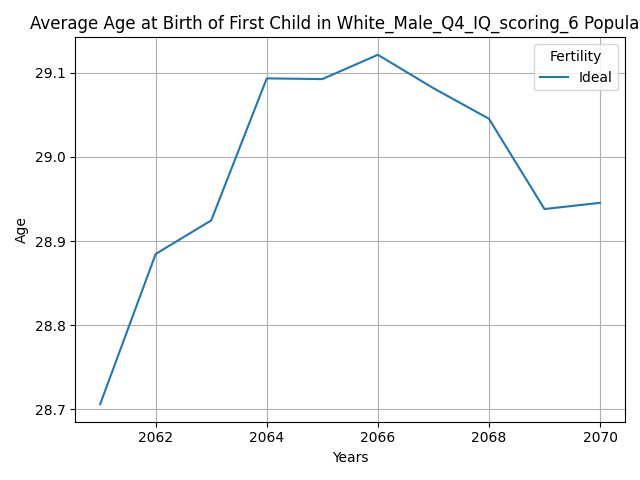 Average Age at Birth of First Child in White_Male_Q4_IQ_scoring_6 Popula
Fertility
Ideal
29.1
29.0
28.9
28.8
28.7
Age
2062 2064 2066 2068 2070
Years